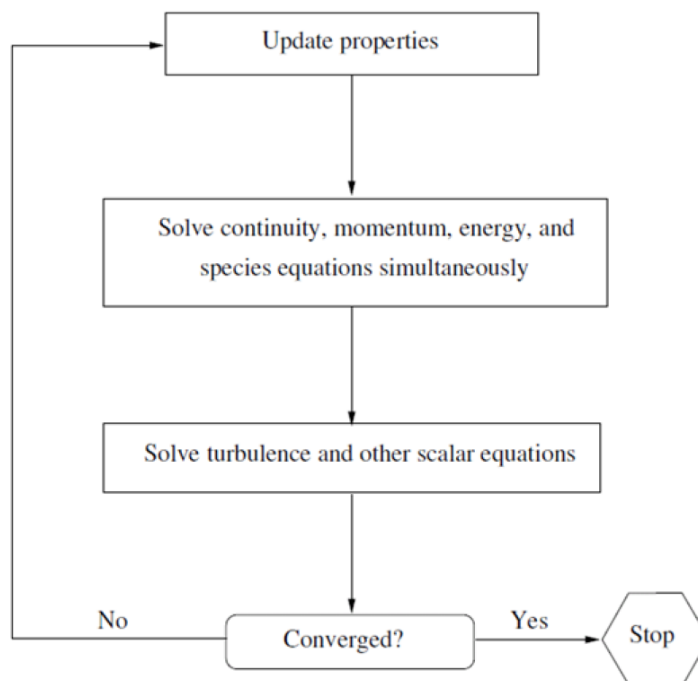 Update properties
Solve continuity, momentum, energy, and
species equations simultaneously
Solve turbulence and other scalar equations
No
Converged?
Yes
Stop